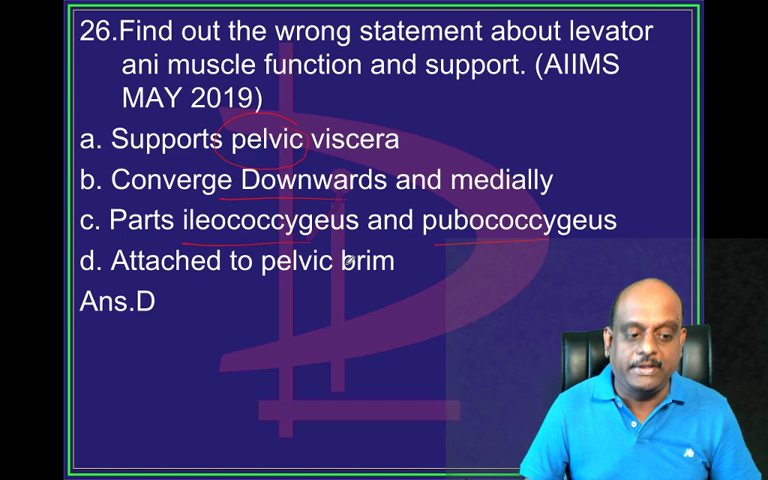 26.Find out the wrong statement about levator
ani muscle function and support. (AIIMS
MAY 2019)
a. Supports pelvic viscera
b. Converge Downwards and medially
c. Parts ileococcygeus and pubococcygeus
d. Attached to pelvic brim
Ans.D